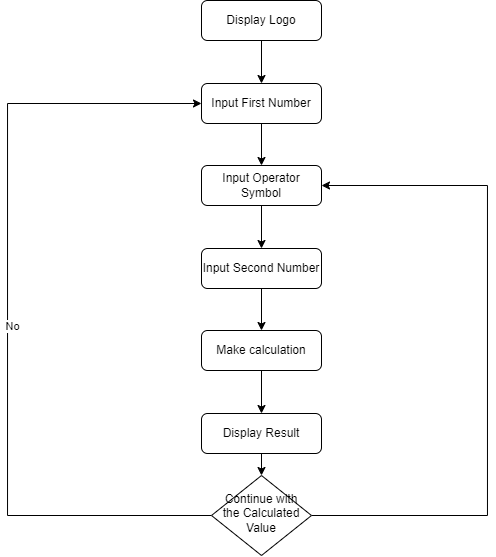 Display Logo
Input First Number
Input Operator
Symbol
Input Second Number
Make calculation
Display Result
Continue with
the Calculated
Value
No